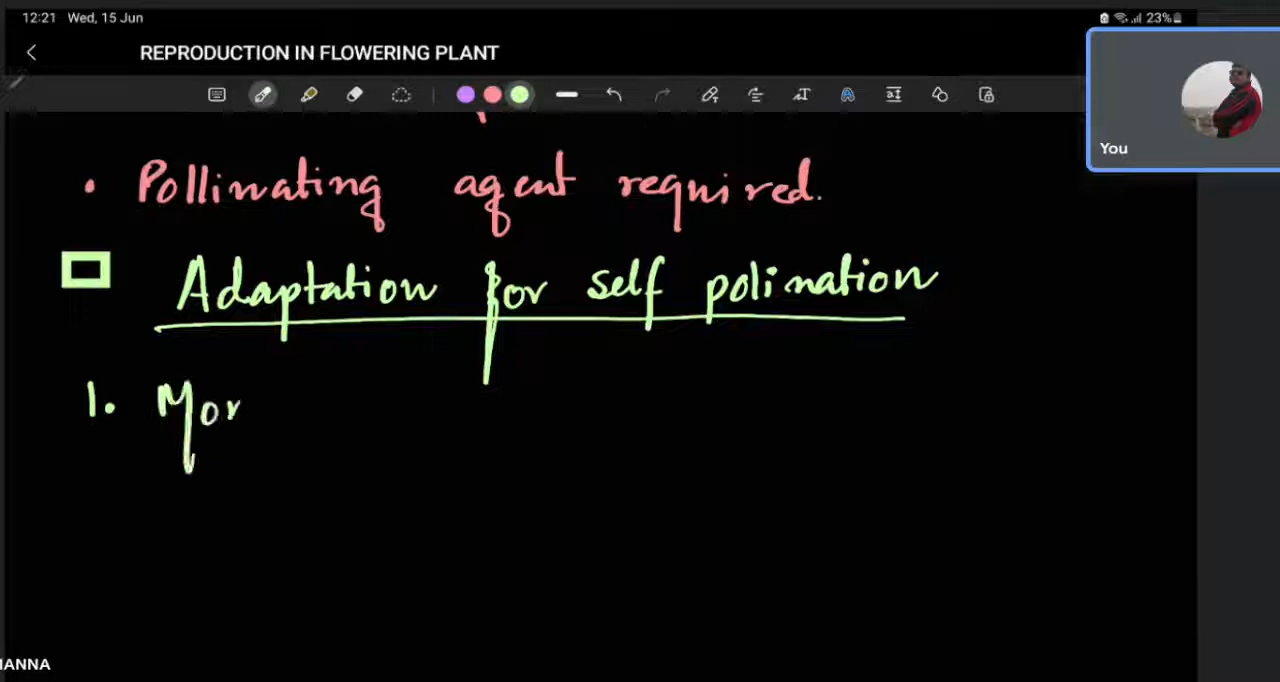 12:21 Wed, 15 Jun
23%
REPRODUCTION IN FLOWERING PLANT
You
• Pollinating agent required.
Adaptation for self polination
1. Mor
MANNA